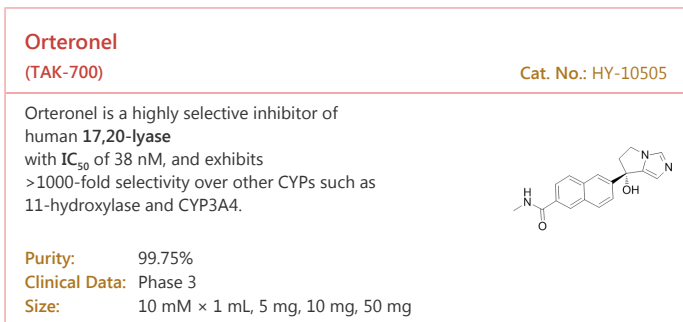 Orteronel
(TAK-700) Cat. No.: HY-10505
Orteronel is a highly selective inhibitor of
human 17,20-lyase
with IC50 of 38 nM, and exhibits
>1000-fold selectivity over other CYPs such as
11-hydroxylase and CYP3A4.
N
N
OH
H
N
O
Purity: 99.75%
Clinical Data: Phase 3
Size: 10 mM × 1 mL, 5 mg, 10 mg, 50 mg